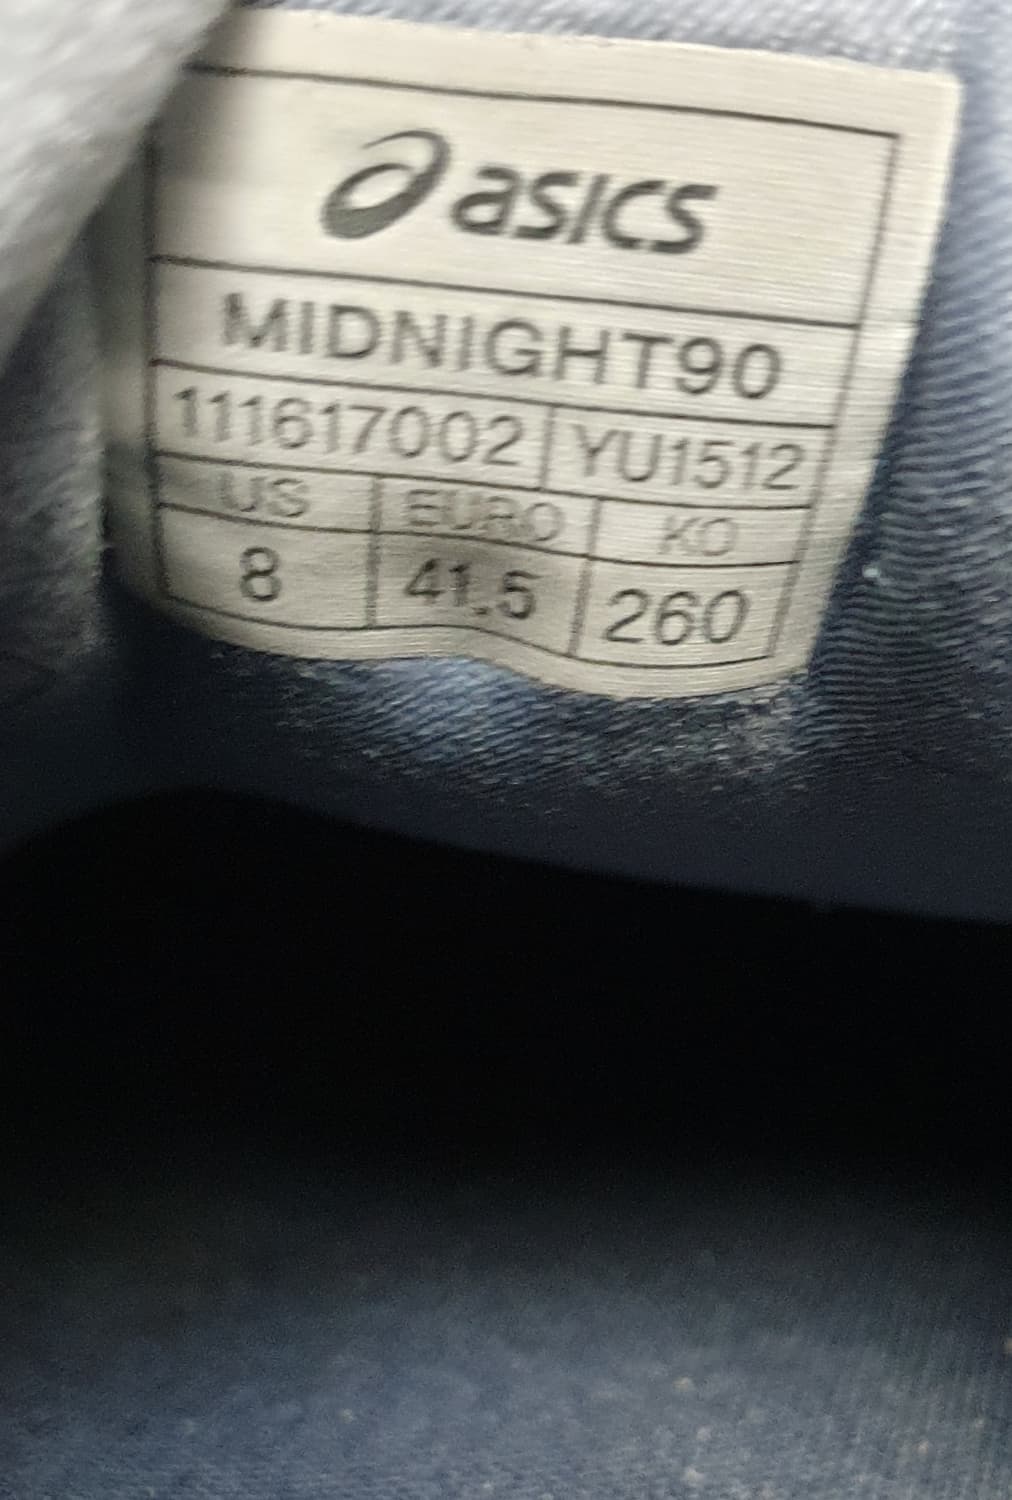 asics
MIDNIGHT90
111617002 YU1512
US EURO KO
8 41.5 260